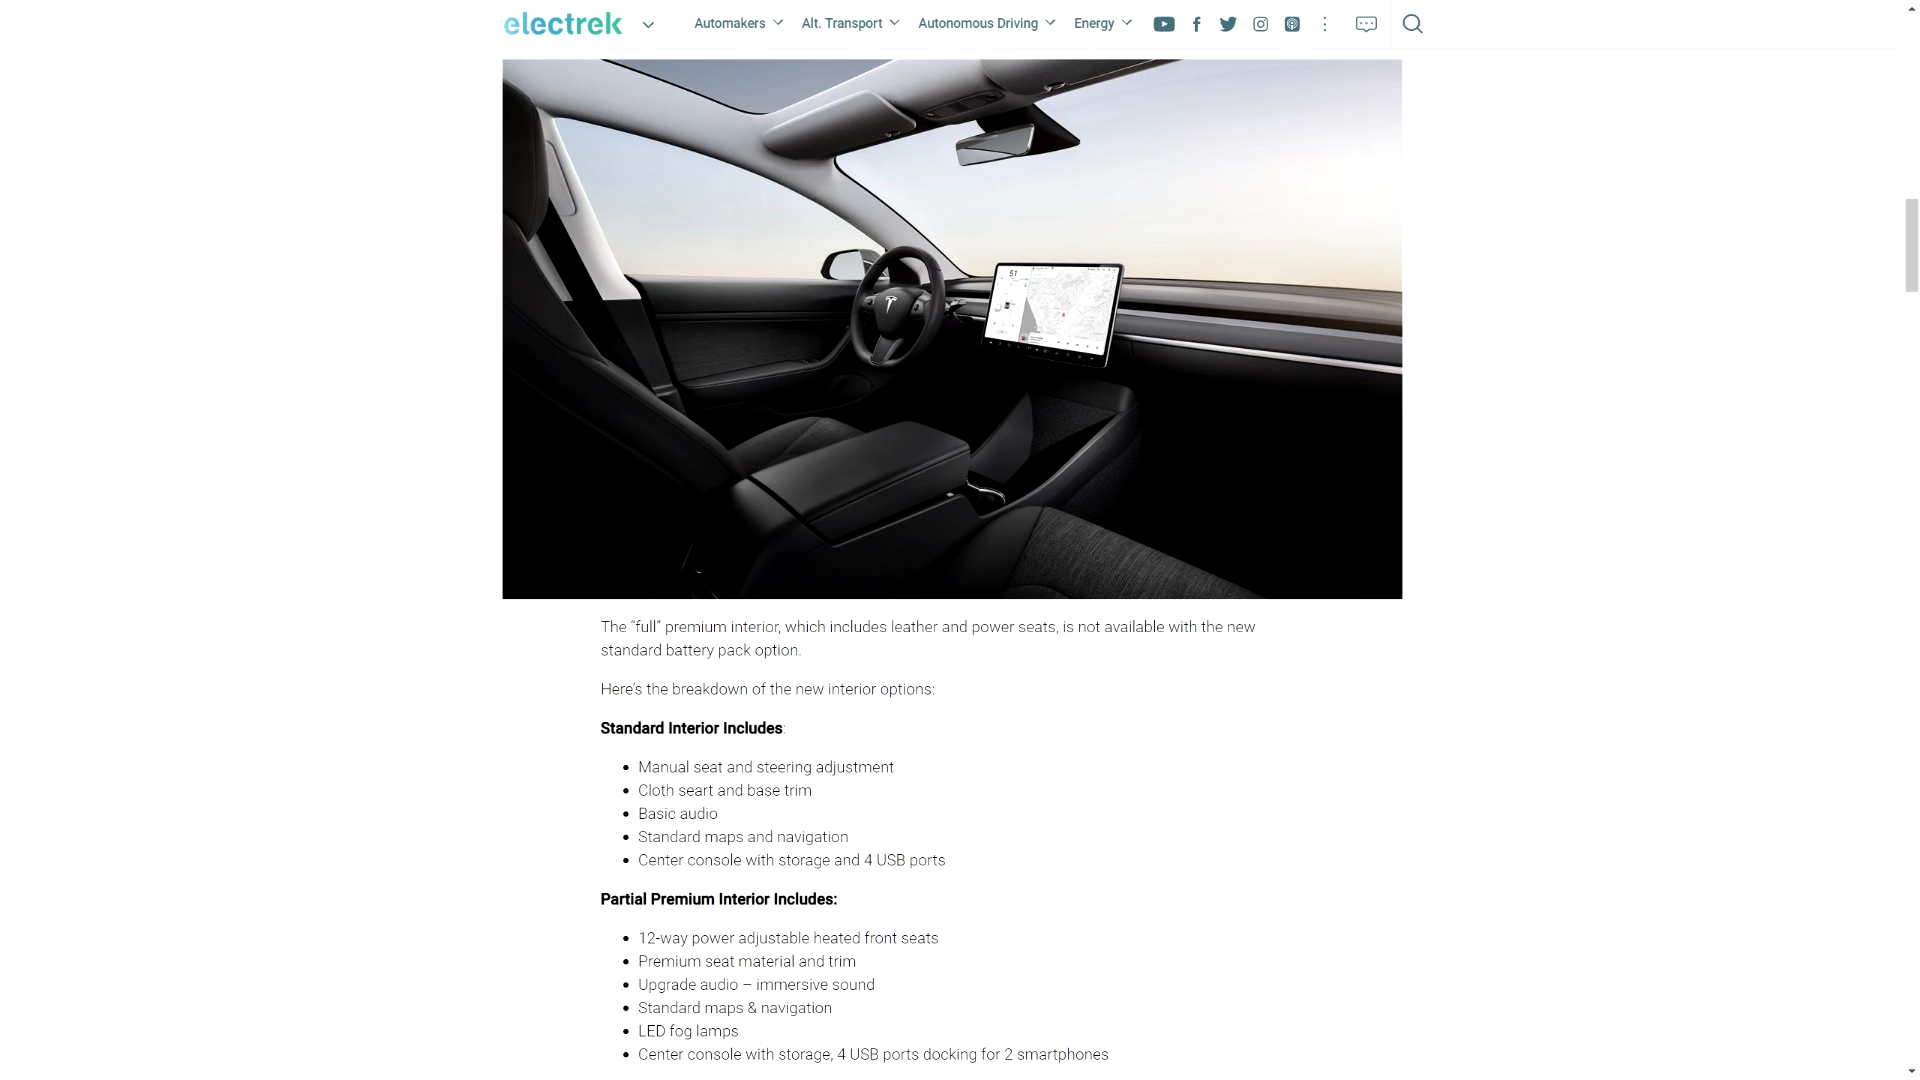 electrek
Automakers
Alt. Transport
Autonomous Driving
Energy
51
The “full” premium interior, which includes leather and power seats, is not available with the new
standard battery pack option.
Here’s the breakdown of the new interior options:
Standard Interior Includes:
Manual seat and steering adjustment
Cloth seart and base trim
Basic audio
Standard maps and navigation
Center console with storage and 4 USB ports
Partial Premium Interior Includes:
12-way power adjustable heated front seats
Premium seat material and trim
Upgrade audio – immersive sound
Standard maps & navigation
LED fog lamps
Center console with storage, 4 USB ports docking for 2 smartphones